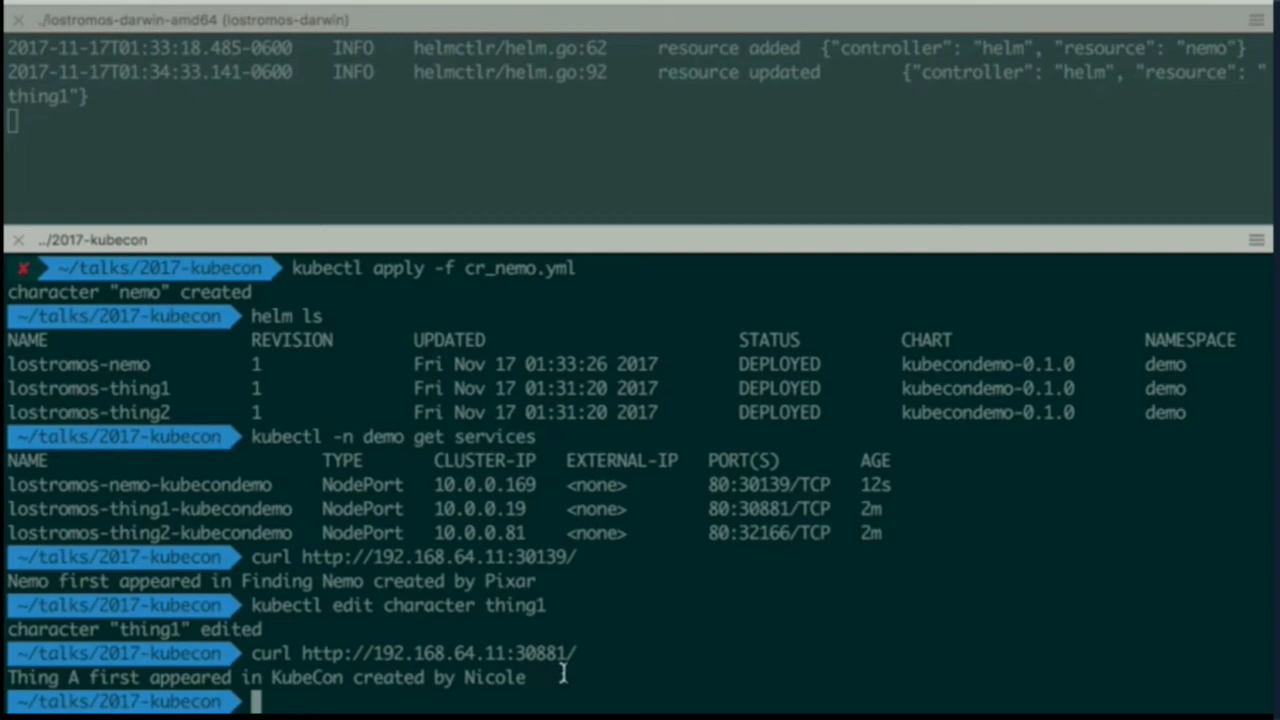 ./lostromos-darwin-amd64 (lostromos-darwin)
2017-11-17T01:33:18.485-0600 INFO helmctlr/helm.go:62 resource added {"controller": "helm", "resource": "nemo"}
2017-11-17T01:34:33.141-0600 INFO helmctlr/helm.go:92 resource updated {"controller": "helm", "resource": "
thing1"}
../2017-kubecon
✘ ~/talks/2017-kubecon kubectl apply -f cr_nemo.yml
character "nemo" created
~/talks/2017-kubecon helm ls
NAME REVISION UPDATED STATUS CHART NAMESPACE
lostromos-nemo 1 Fri Nov 17 01:33:26 2017 DEPLOYED kubecondemo-0.1.0 demo
lostromos-thing1 1 Fri Nov 17 01:31:20 2017 DEPLOYED kubecondemo-0.1.0 demo
lostromos-thing2 1 Fri Nov 17 01:31:20 2017 DEPLOYED kubecondemo-0.1.0 demo
~/talks/2017-kubecon kubectl -n demo get services
NAME TYPE CLUSTER-IP EXTERNAL-IP PORT(S) AGE
lostromos-nemo-kubecondemo NodePort 10.0.0.169 <none> 80:30139/TCP 12s
lostromos-thing1-kubecondemo NodePort 10.0.0.19 <none> 80:30881/TCP 2m
lostromos-thing2-kubecondemo NodePort 10.0.0.81 <none> 80:32166/TCP 2m
~/talks/2017-kubecon curl http://192.168.64.11:30139/
Nemo first appeared in Finding Nemo created by Pixar
~/talks/2017-kubecon kubectl edit character thing1
character "thing1" edited
~/talks/2017-kubecon curl http://192.168.64.11:30881/
Thing A first appeared in KubeCon created by Nicole
~/talks/2017-kubecon